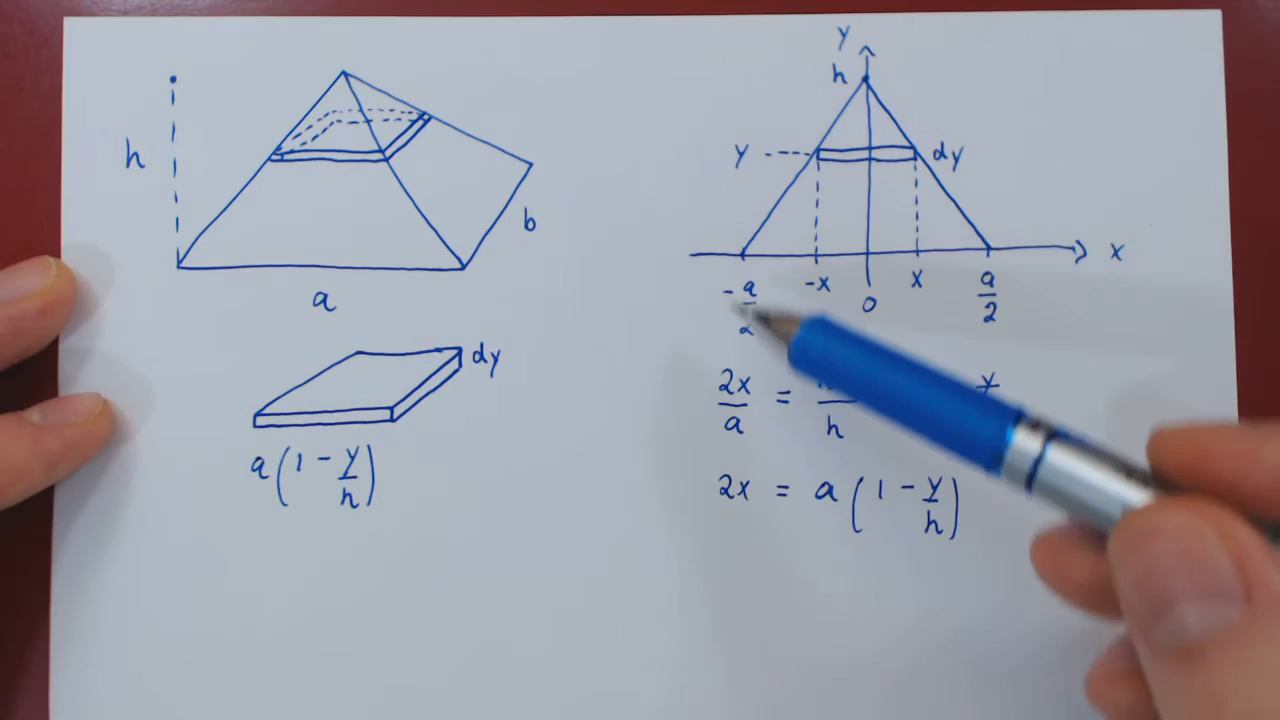 h
a
b
dy
a(1 - y/h)
y
h
y
dy
x
-a/2
-x
0
x
a/2
2x/a =
h
y
2x = a(1 - y/h)